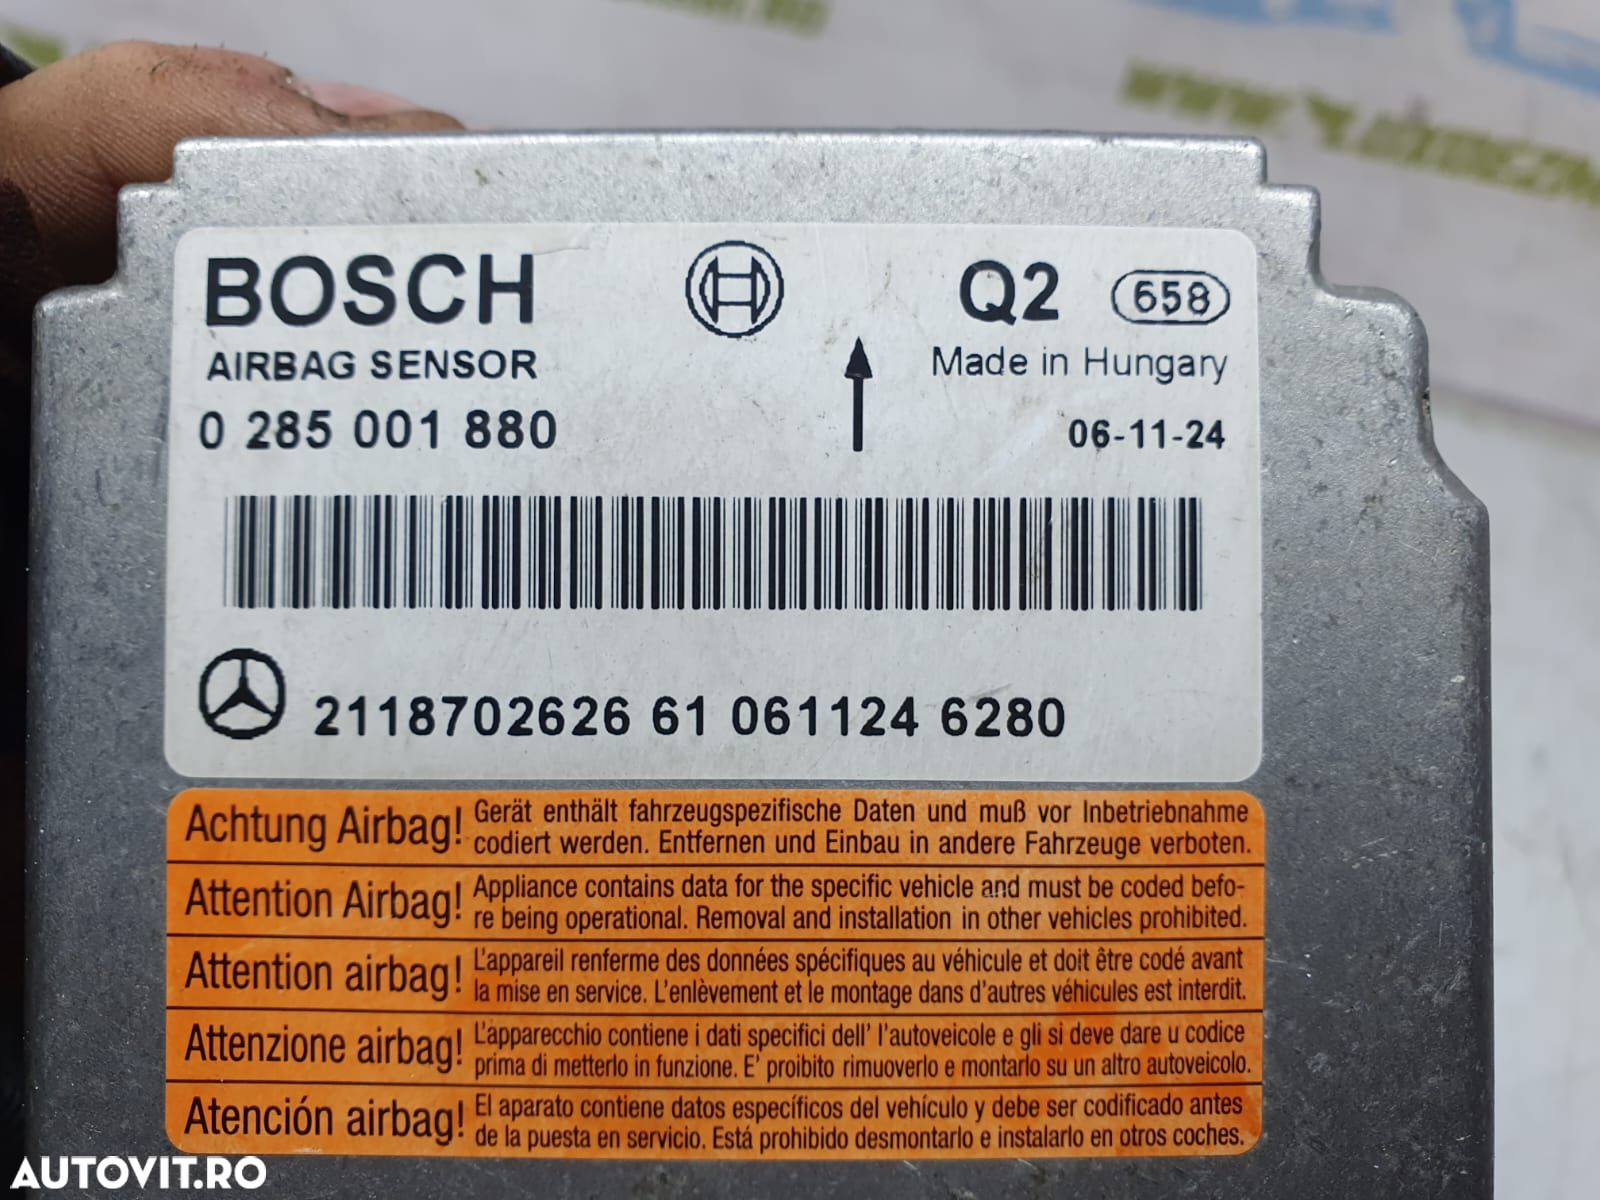 BOSCH
Q2 658
AIRBAG SENSOR
Made in Hungary
0 285 001 880
06-11-24
2118702626 61 061124 6280
Achtung Airbag! Gerät enthält fahrzeugspezifische Daten und muß vor Inbetriebnahme
codiert werden. Entfernen und Einbau in andere Fahrzeuge verboten.
Attention Airbag! Appliance contains data for the specific vehicle and must be coded befo-
re being operational. Removal and installation in other vehicles prohibited.
Attention airbag! L'appareil renferme des données spécifiques au véhicule et doit être codé avant
la mise en service. L'enlèvement et le montage dans d'autres véhicules est interdit.
Attenzione airbag! L'apparecchio contiene i dati specifici dell' l'autoveicole e gli si deve dare u codice
prima di metterlo in funzione. E' proibito rimuoverlo e montarlo su un altro autoveicolo.
Atención airbag! El aparato contiene datos específicos del vehículo y debe ser codificado antes
de la puesta en servicio. Está prohibido desmontarlo e instalarlo en otros coches.
AUTOVIT.RO